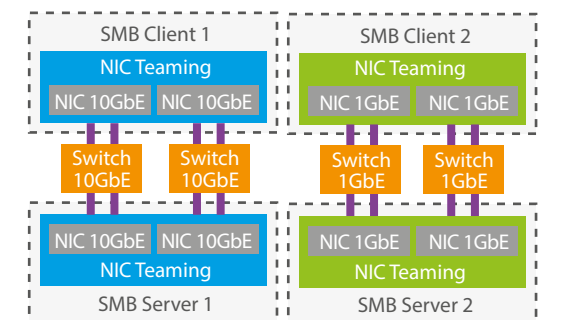 SMB Client 1
NIC Teaming
NIC 10GbE NIC 10GbE
Switch 10GbE
Switch 10GbE
NIC 10GbE NIC 10GbE
NIC Teaming
SMB Server 1
SMB Client 2
NIC Teaming
NIC 1GbE NIC 1GbE
Switch 1GbE
Switch 1GbE
NIC 1GbE NIC 1GbE
NIC Teaming
SMB Server 2